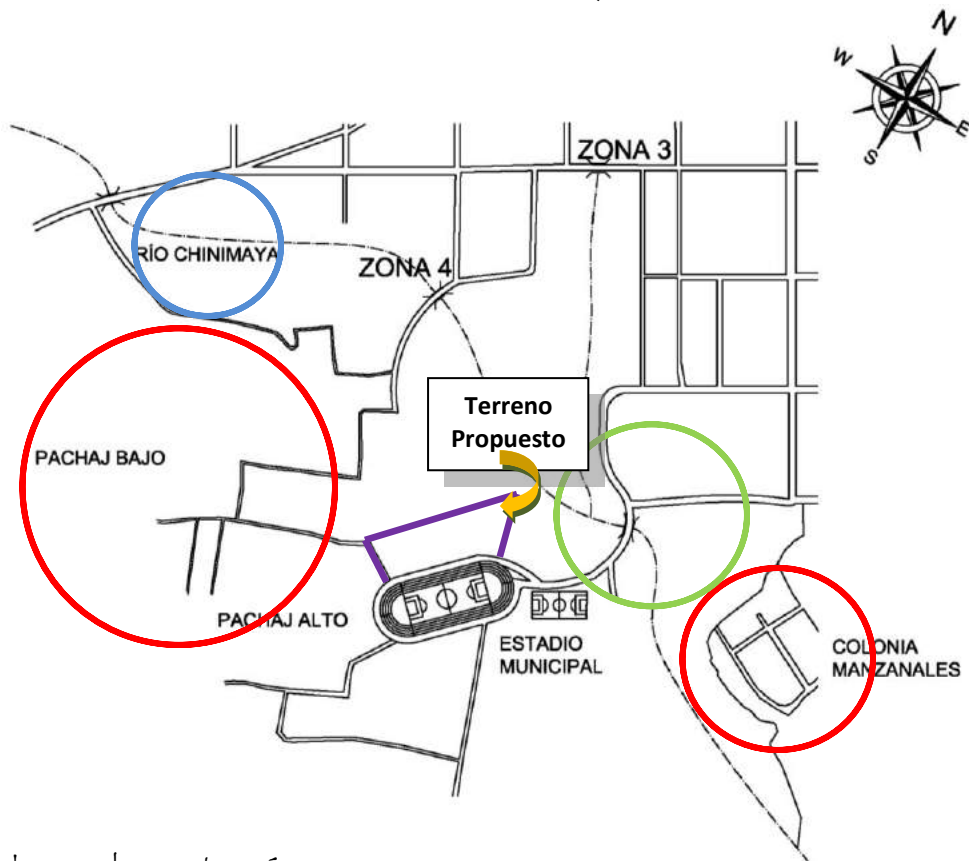 N
W
E
S
ZONA 3
RÍO CHINIMAYA
ZONA 4
Terreno
Propuesto
PACHAJ BAJO
PACHAJ ALTO
ESTADIO
MUNICIPAL
COLONIA
MANZANALES